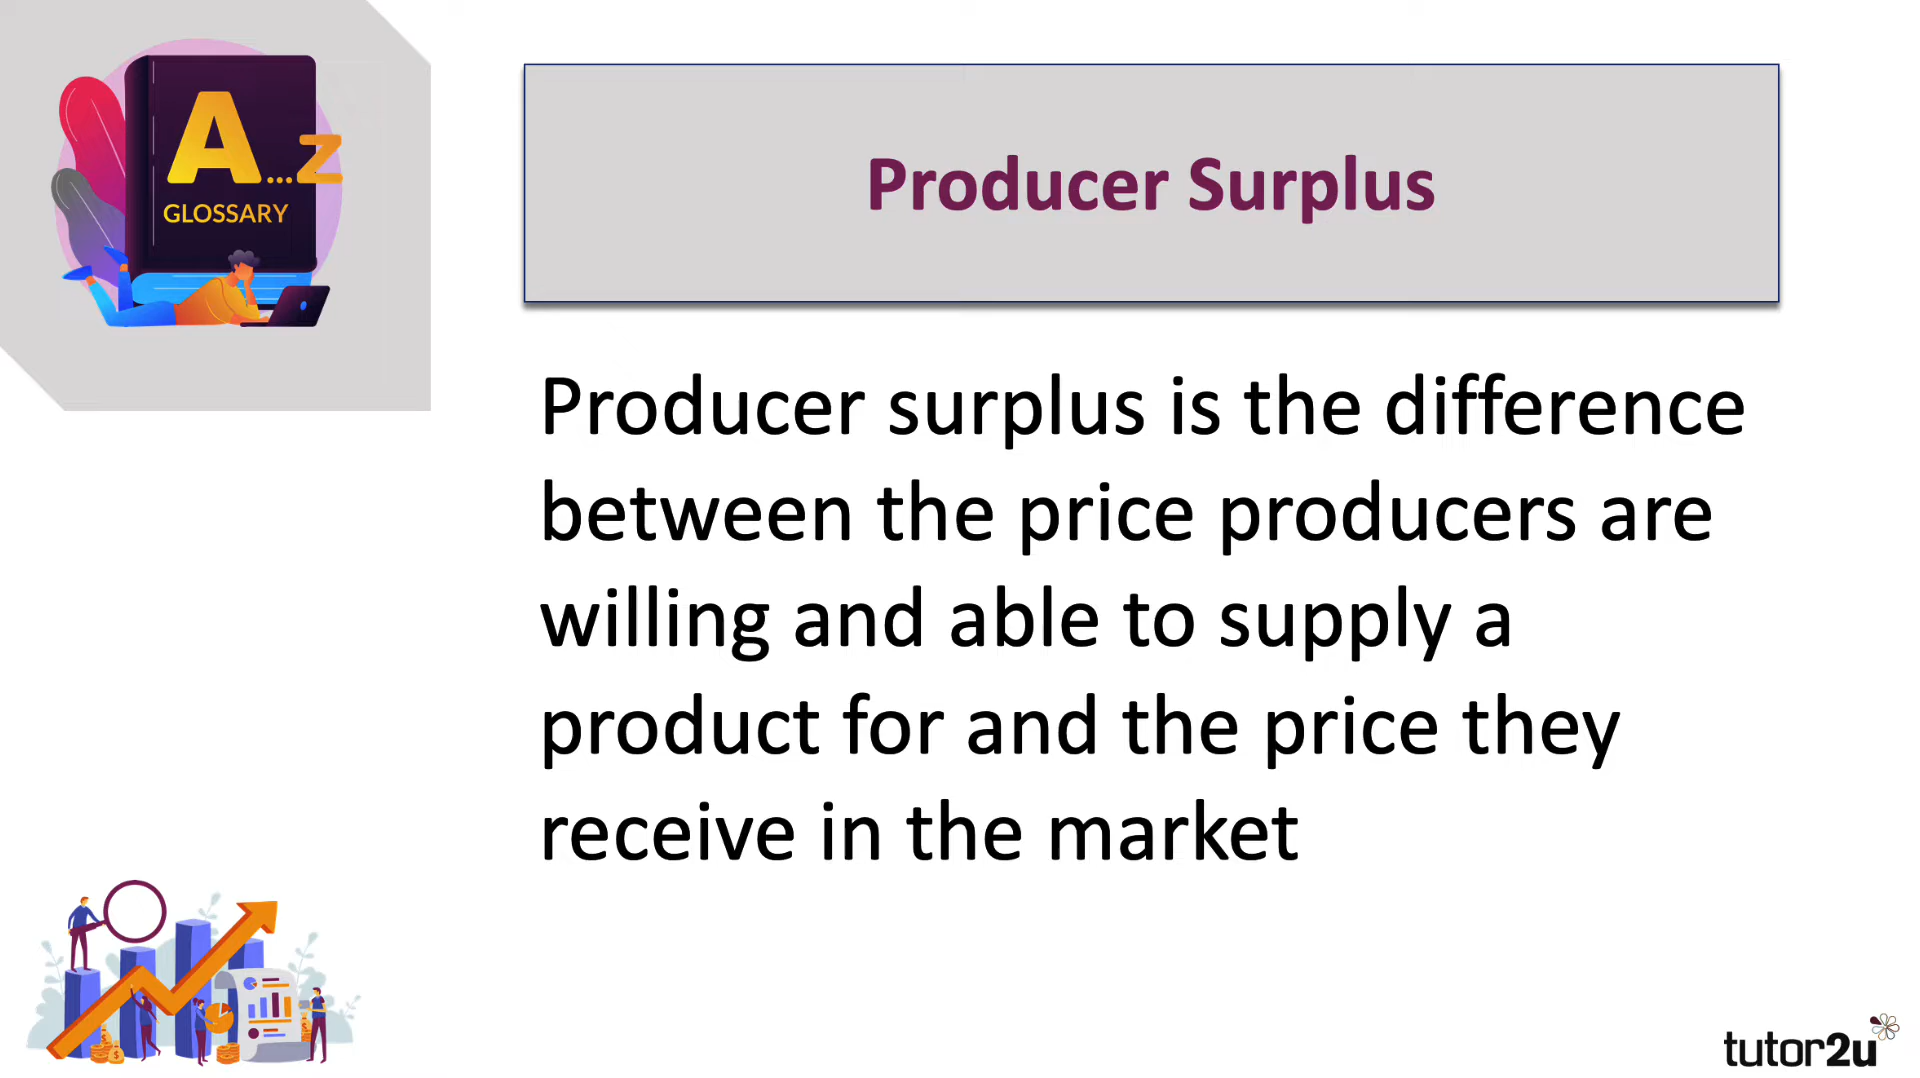 A...Z
GLOSSARY
Producer Surplus
Producer surplus is the difference
between the price producers are
willing and able to supply a
product for and the price they
receive in the market
tutor2u